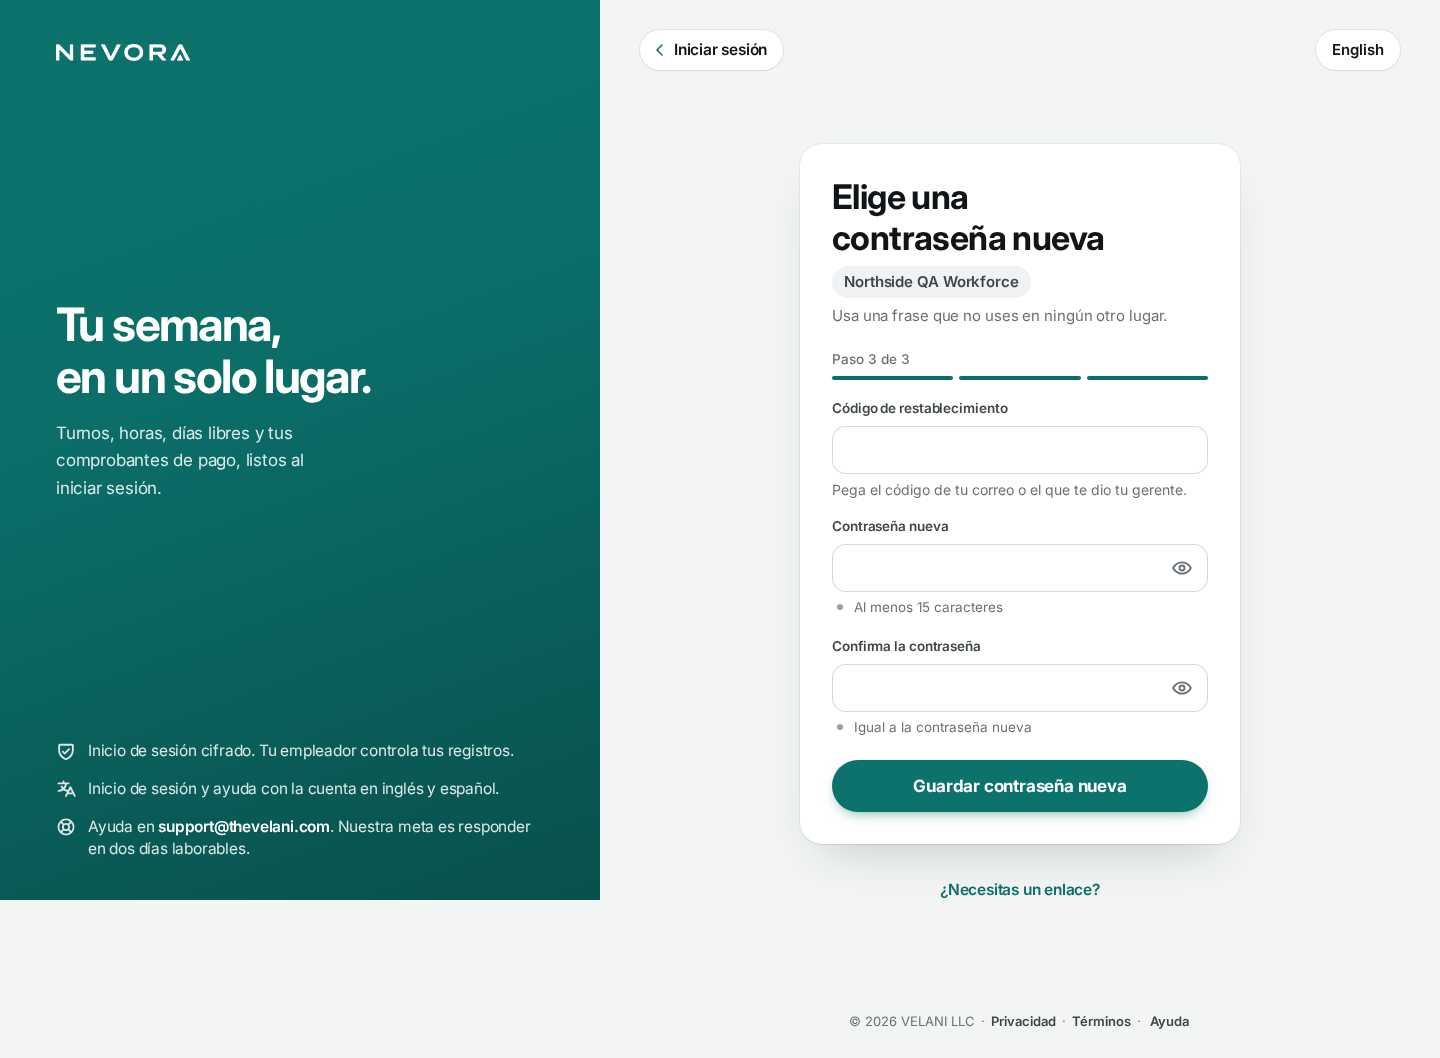 NEVORA
Tu semana,
en un solo lugar.
Turnos, horas, días libres y tus
comprobantes de pago, listos al
iniciar sesión.
Inicio de sesión cifrado. Tu empleador controla tus registros.
Inicio de sesión y ayuda con la cuenta en inglés y español.
Ayuda en support@thevelani.com. Nuestra meta es responder
en dos días laborables.
Iniciar sesión
English
Elige una
contraseña nueva
Northside QA Workforce
Usa una frase que no uses en ningún otro lugar.
Paso 3 de 3
Código de restablecimiento
Pega el código de tu correo o el que te dio tu gerente.
Contraseña nueva
Al menos 15 caracteres
Confirma la contraseña
Igual a la contraseña nueva
Guardar contraseña nueva
¿Necesitas un enlace?
© 2026 VELANI LLC · Privacidad · Términos · Ayuda